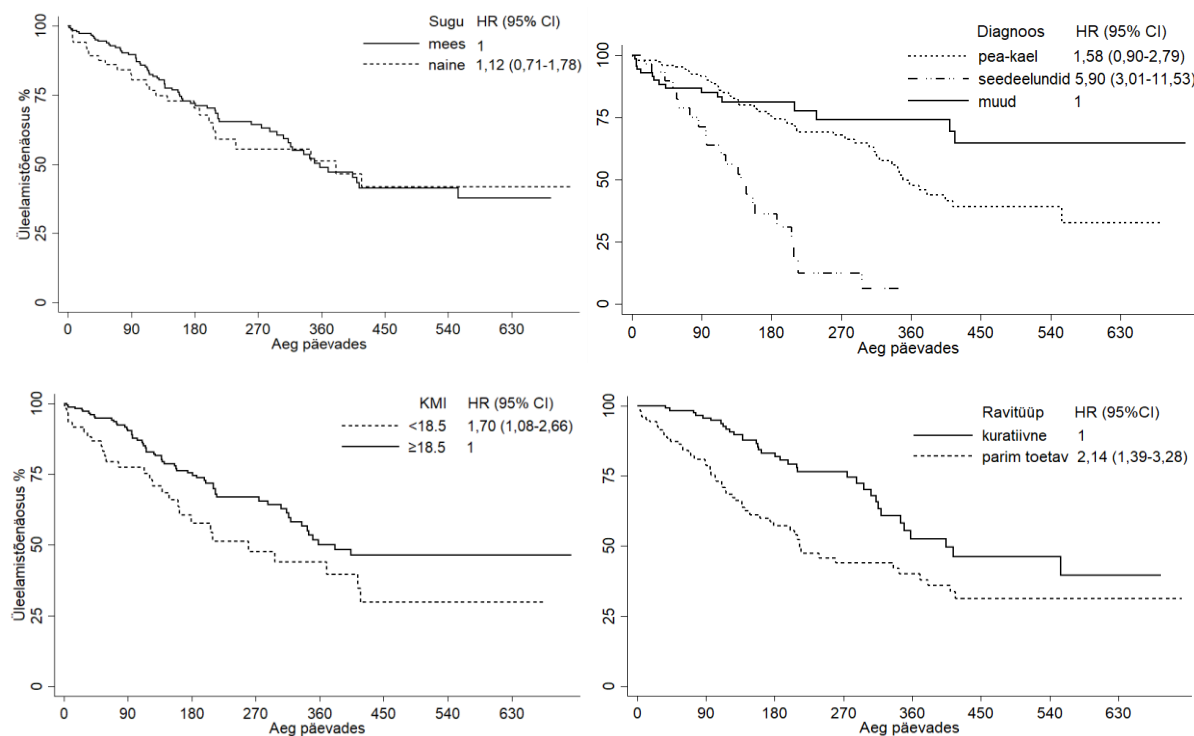 Sugu HR (95% CI)
mees 1
naine 1,12 (0,71-1,78)
Üleelamistõenäosus %
100
75
50
25
0
0 90 180 270 360 450 540 630
Aeg päevades
Diagnoos HR (95% CI)
pea-kael 1,58 (0,90-2,79)
seedeelundid 5,90 (3,01-11,53)
muud 1
100
75
50
25
0
0 90 180 270 360 450 540 630
Aeg päevades
KMI HR (95% CI)
<18.5 1,70 (1,08-2,66)
≥18.5 1
Üleelamistõenäosus %
100
75
50
25
0
0 90 180 270 360 450 540 630
Aeg päevades
Ravitüüp HR (95%CI)
kuratiivne 1
parim toetav 2,14 (1,39-3,28)
100
75
50
25
0
0 90 180 270 360 450 540 630
Aeg päevades